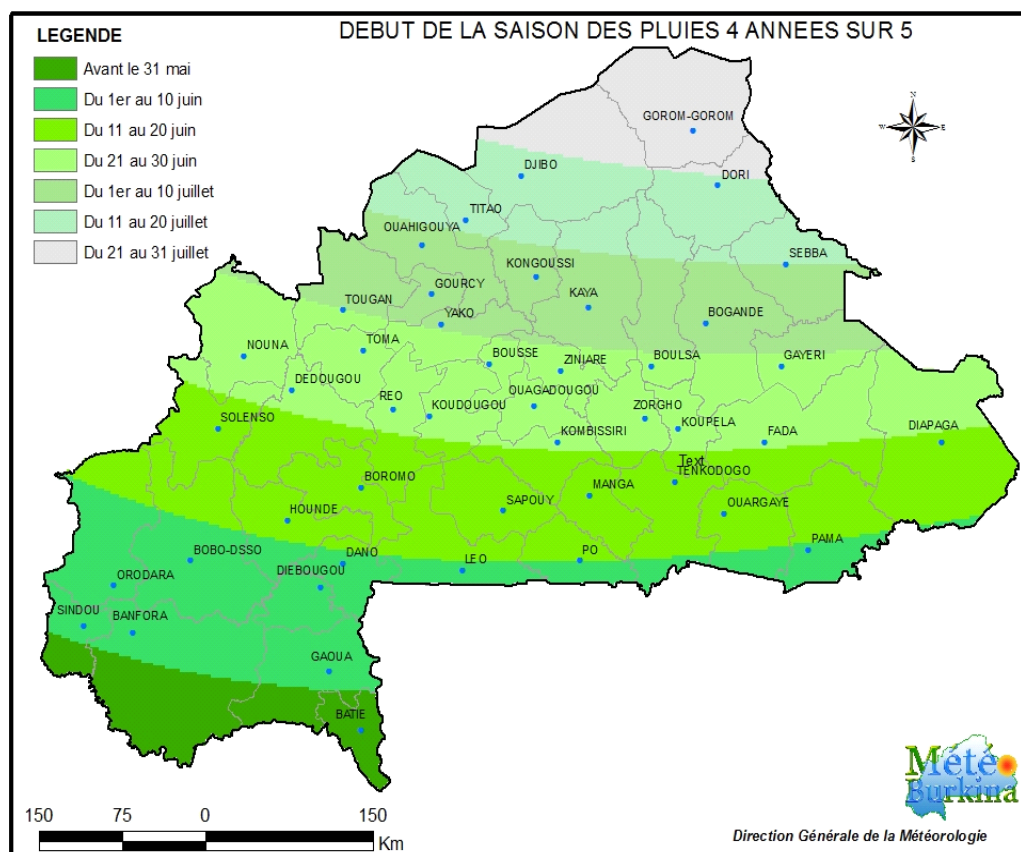 DEBUT DE LA SAISON DES PLUIES 4 ANNEES SUR 5
LEGENDE
Avant le 31 mai
Du 1er au 10 juin
Du 11 au 20 juin
Du 21 au 30 juin
Du 1er au 10 juillet
Du 11 au 20 juillet
Du 21 au 31 juillet
N
W E
S
GOROM-GOROM
DJIBO
DORI
TITAO
OUAHIGOUYA
SEBBA
KONGOUSSI
GOURCY
KAYA
TOUGAN
BOGANDE
YAKO
NOUNA
TOMA
BOUSSE
ZINIARE
BOULSA
GAYERI
DEDOUGOU
REO
KOUDOUGOU
OUAGADOUGOU
ZORGHO
KOUPELA
SOLENSO
KOMBISSIRI
FADA
DIAPAGA
Text
TENKODOGO
BOROMO
MANGA
SAPOUY
OUARGAYE
HOUNDE
PAMA
BOBO-DSSO
DANO
LEO
PO
DIEBOUGOU
ORODARA
SINDOU
BANFORA
GAOUA
BATIE
150 75 0 150
Km
Météo
Burkina
Direction Générale de la Météorologie